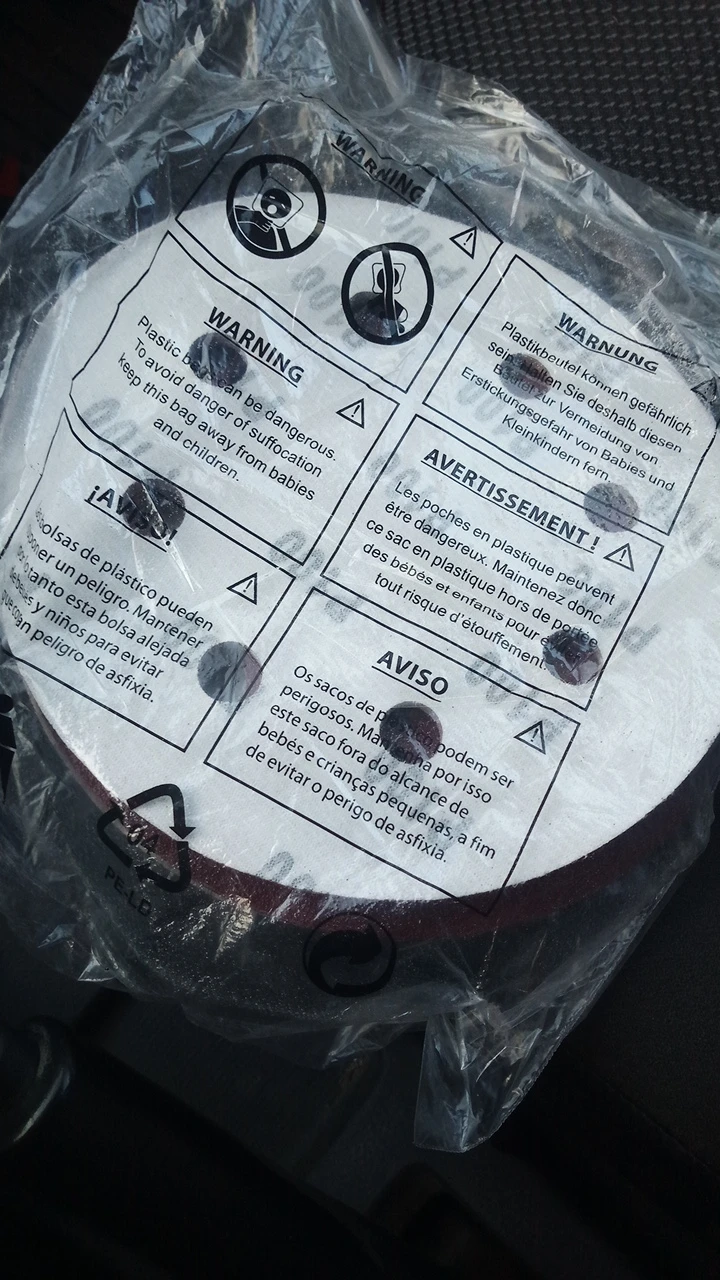 WARNING
WARNING
Plastic can be dangerous.
To avoid danger of suffocation
keep this bag away from babies
and children.
WARNUNG
Plastikbeutel können gefährlich
Sie deshalb diesen
zur Vermeidung von
Erstickungsgefahr von Babies und
Kleinkindern fern.
AVERTISSEMENT!
Les poches en plastique peuvent
être dangereux. Maintenez donc
ce sac en plastique hors de portée
des bébés et enfants pour
tout risque d'étouffement.
¡AVISO!
bolsas de plástico pueden
un peligro. Mantener
tanto esta bolsa alejada
y niños para evitar
peligro de asfixia.
AVISO
Os sacos de podem ser
perigosos. Mantenha por isso
este saco fora do alcance de
bebés e crianças pequenas, a fim
de evitar o perigo de asfixia.
04
PE-LD
P100